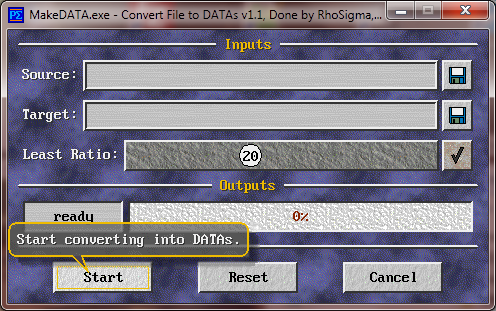 MakeDATA.exe - Convert File to DATAs v1.1, Done by RhoSigma,...
Inputs
Source:
Target:
Least Ratio: 20
Outputs
ready 0%
Start converting into DATAs.
Start Reset Cancel